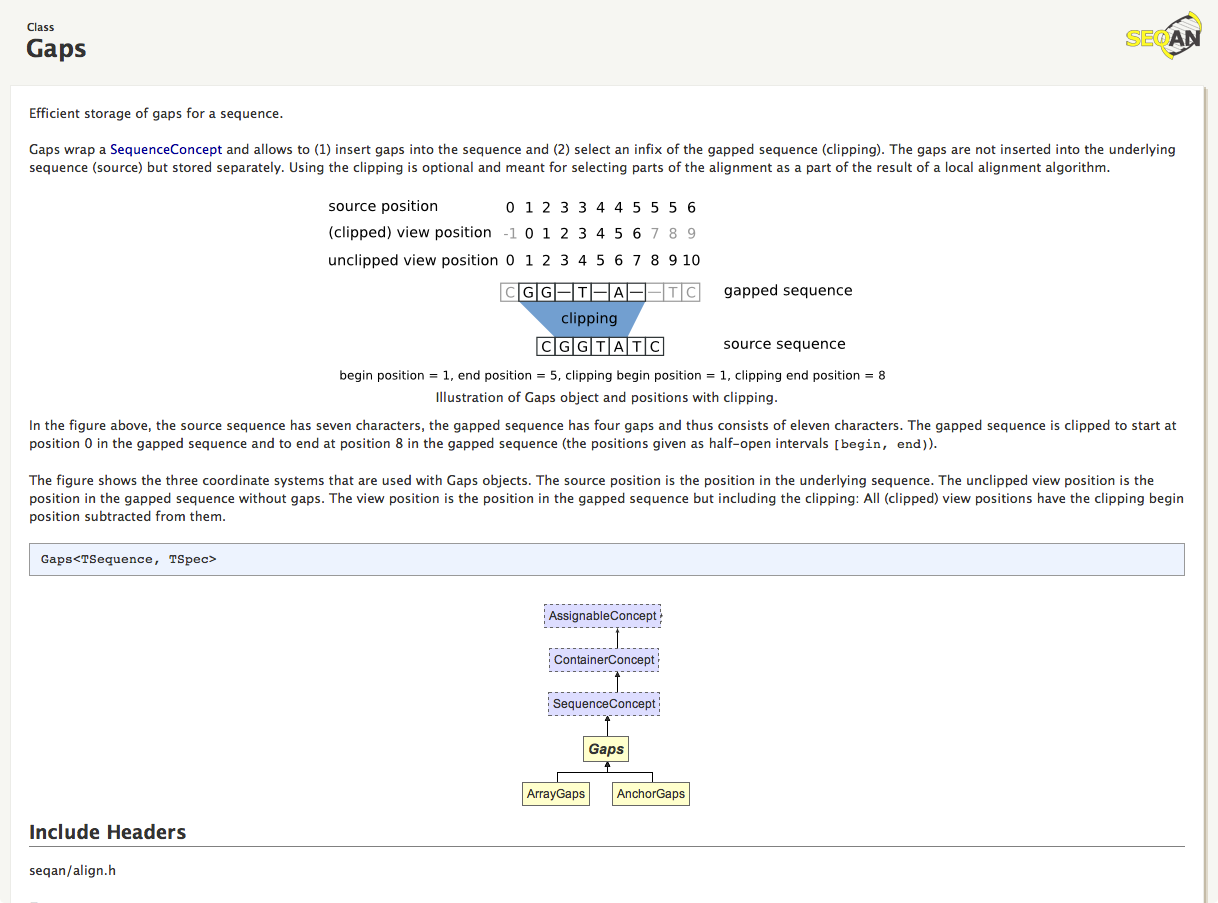 Class
Gaps
SEQAN
Efficient storage of gaps for a sequence.
Gaps wrap a SequenceConcept and allows to (1) insert gaps into the sequence and (2) select an infix of the gapped sequence (clipping). The gaps are not inserted into the underlying
sequence (source) but stored separately. Using the clipping is optional and meant for selecting parts of the alignment as a part of the result of a local alignment algorithm.
source position 0 1 2 3 3 4 4 5 5 5 6
(clipped) view position -1 0 1 2 3 4 5 6 7 8 9
unclipped view position 0 1 2 3 4 5 6 7 8 9 10
C G G — T — A — — T C gapped sequence
clipping
C G G T A T C source sequence
begin position = 1, end position = 5, clipping begin position = 1, clipping end position = 8
Illustration of Gaps object and positions with clipping.
In the figure above, the source sequence has seven characters, the gapped sequence has four gaps and thus consists of eleven characters. The gapped sequence is clipped to start at
position 0 in the gapped sequence and to end at position 8 in the gapped sequence (the positions given as half-open intervals [begin, end)).
The figure shows the three coordinate systems that are used with Gaps objects. The source position is the position in the underlying sequence. The unclipped view position is the
position in the gapped sequence without gaps. The view position is the position in the gapped sequence but including the clipping: All (clipped) view positions have the clipping begin
position subtracted from them.
Gaps<TSequence, TSpec>
AssignableConcept
ContainerConcept
SequenceConcept
Gaps
ArrayGaps AnchorGaps
Include Headers
seqan/align.h